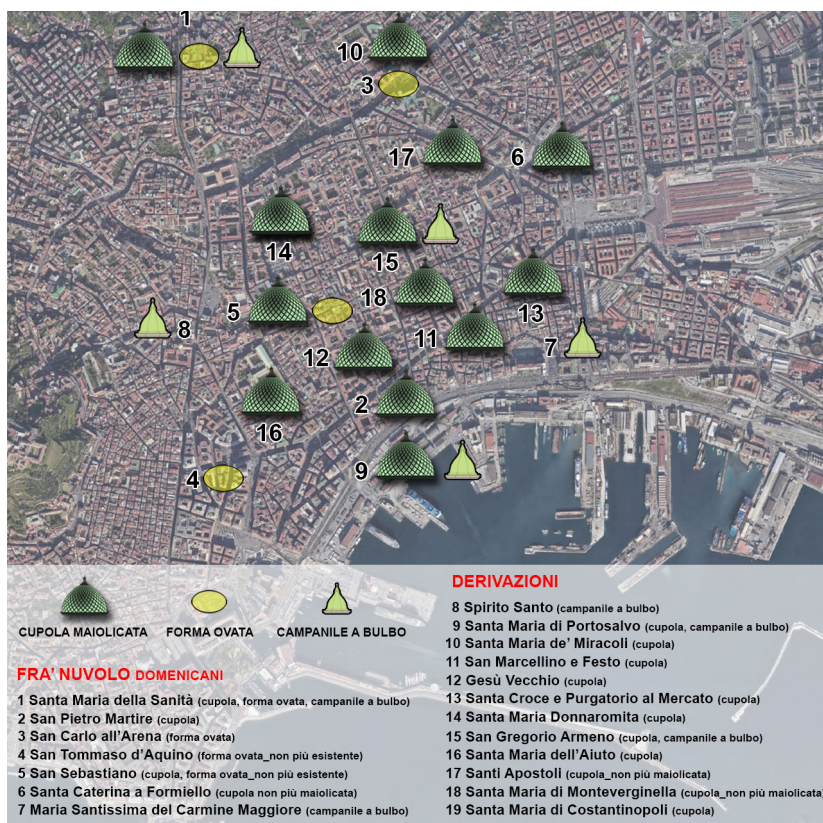 1
10
3
17
6
14
15
5
18
13
8
12
11
7
2
16
9
4
CUPOLA MAIOLICATA
FORMA OVATA
CAMPANILE A BULBO
FRA' NUVOLO DOMENICANI
1 Santa Maria della Sanità (cupola, forma ovata, campanile a bulbo)
2 San Pietro Martire (cupola)
3 San Carlo all'Arena (forma ovata)
4 San Tommaso d'Aquino (forma ovata_non più esistente)
5 San Sebastiano (cupola, forma ovata_non più esistente)
6 Santa Caterina a Formiello (cupola non più maiolicata)
7 Maria Santissima del Carmine Maggiore (campanile a bulbo)
DERIVAZIONI
8 Spirito Santo (campanile a bulbo)
9 Santa Maria di Portosalvo (cupola, campanile a bulbo)
10 Santa Maria de' Miracoli (cupola)
11 San Marcellino e Festo (cupola)
12 Gesù Vecchio (cupola)
13 Santa Croce e Purgatorio al Mercato (cupola)
14 Santa Maria Donnaromita (cupola)
15 San Gregorio Armeno (cupola, campanile a bulbo)
16 Santa Maria dell'Aiuto (cupola)
17 Santi Apostoli (cupola_non più maiolicata)
18 Santa Maria di Monteverginella (cupola_non più maiolicata)
19 Santa Maria di Costantinopoli (cupola)